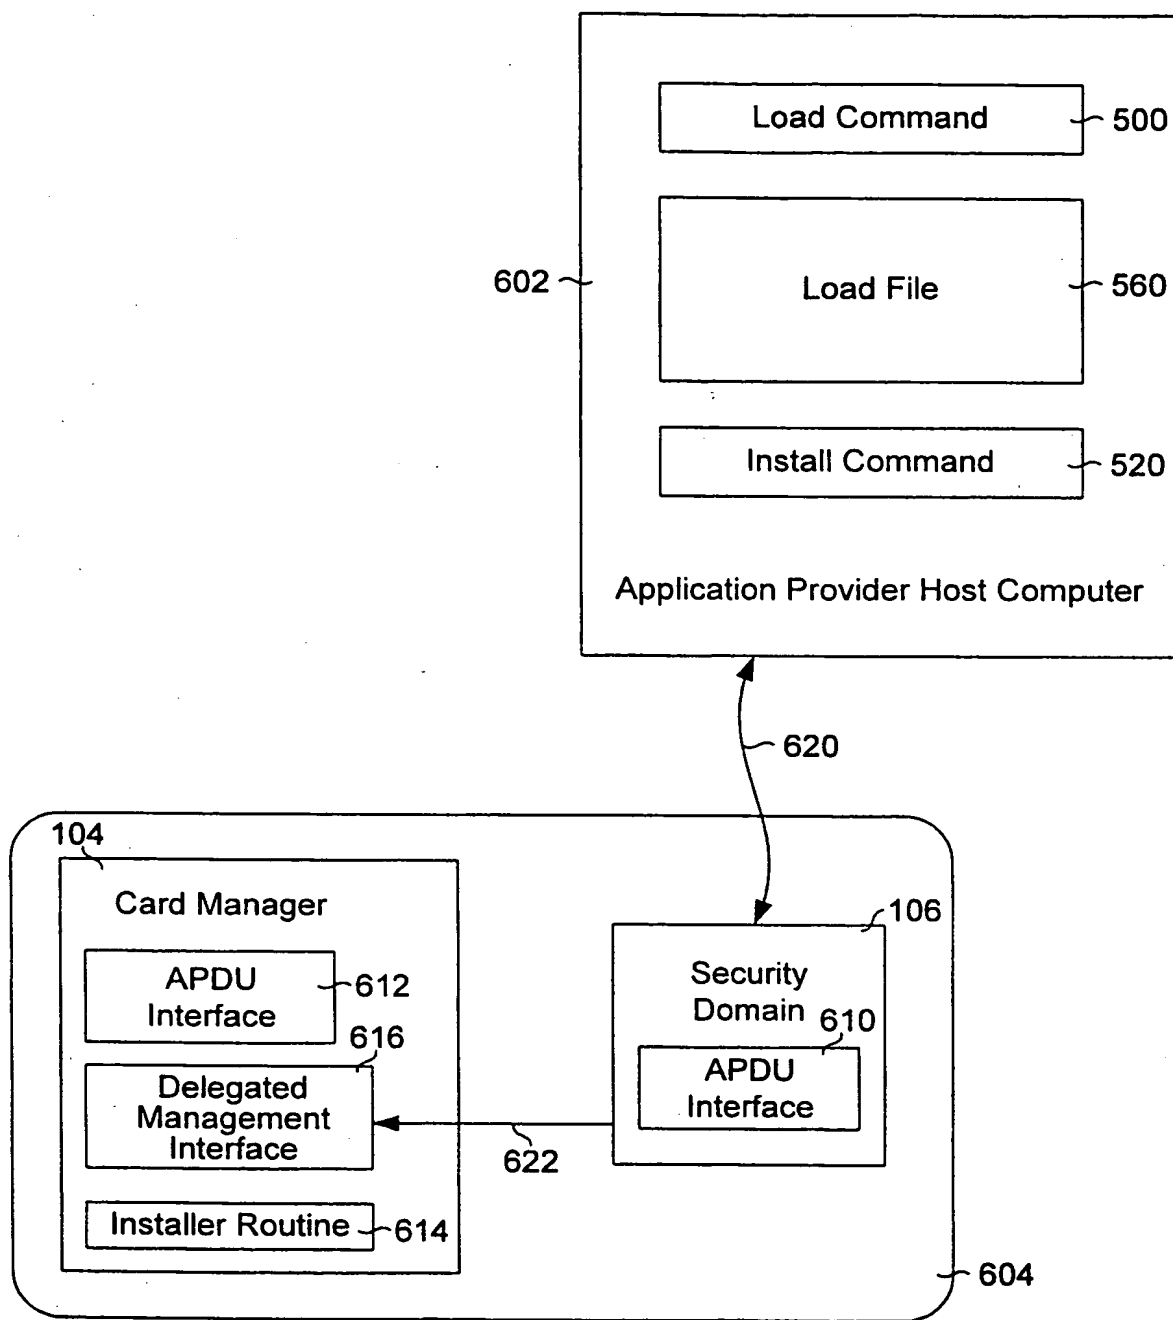 Load Command
500
602
Load File
560
Install Command
520
Application Provider Host Computer
620
104
Card Manager
106
APDU
Interface
612
Security
Domain
610
616
APDU
Interface
Delegated
Management
Interface
622
Installer Routine
614
604